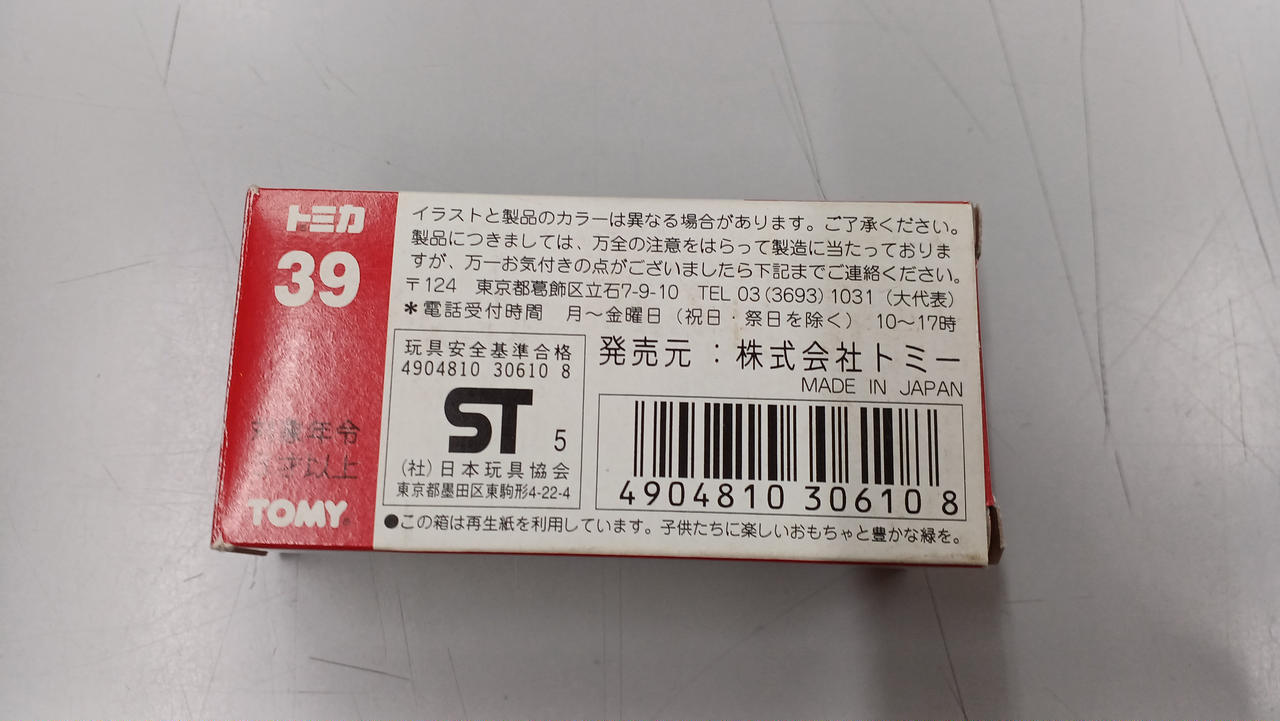 トミカ
39
対象年令
才以上
TOMY
イラストと製品のカラーは異なる場合があります。ご了承ください。
製品につきましては、万全の注意をはらって製造に当たっておりま
すが、万一お気付きの点がございましたら下記までご連絡ください。
〒124 東京都葛飾区立石7-9-10 TEL 03(3693)1031(大代表)
*電話受付時間 月〜金曜日(祝日・祭日を除く) 10〜17時
玩具安全基準合格
4904810 30610 8
ST 5
(社)日本玩具協会
東京都墨田区東駒形4-22-4
発売元:株式会社トミー
MADE IN JAPAN
4904810 30610 8
●この箱は再生紙を利用しています。子供たちに楽しいおもちゃと豊かな緑を。